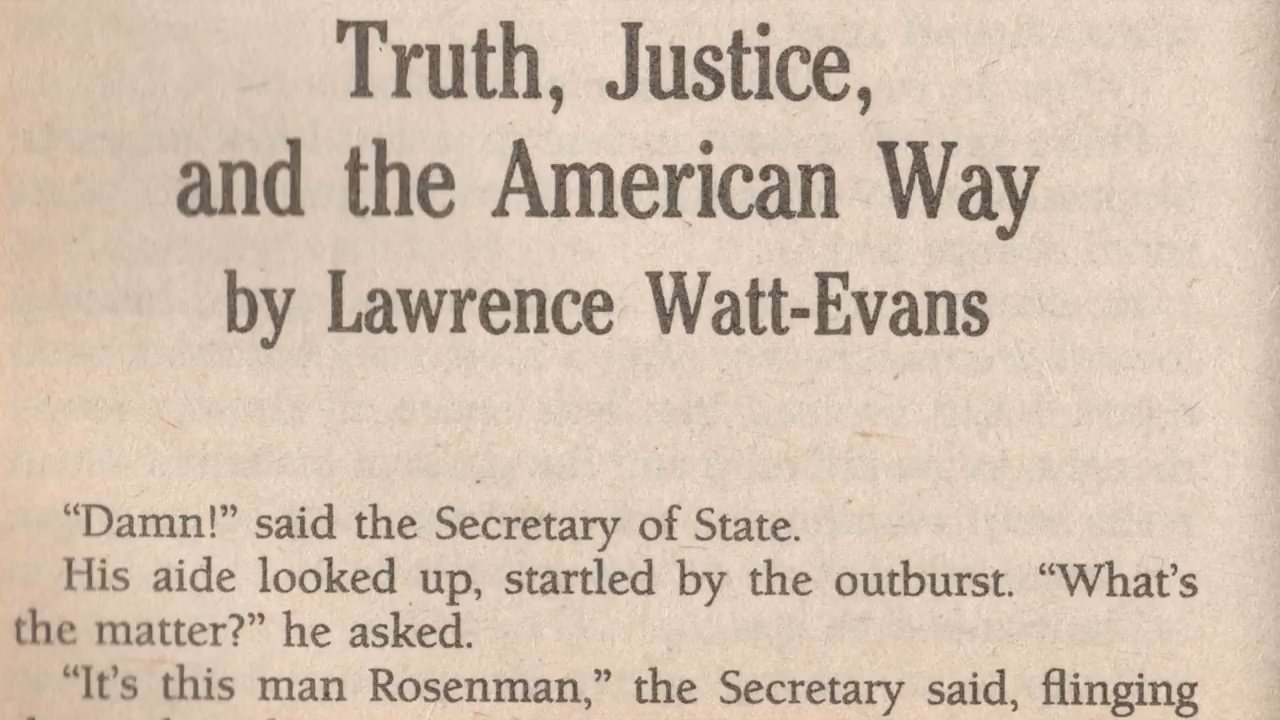 Truth, Justice,
and the American Way
by Lawrence Watt-Evans
“Damn!” said the Secretary of State.
His aide looked up, startled by the outburst. “What’s
the matter?” he asked.
“It’s this man Rosenman,” the Secretary said, flinging